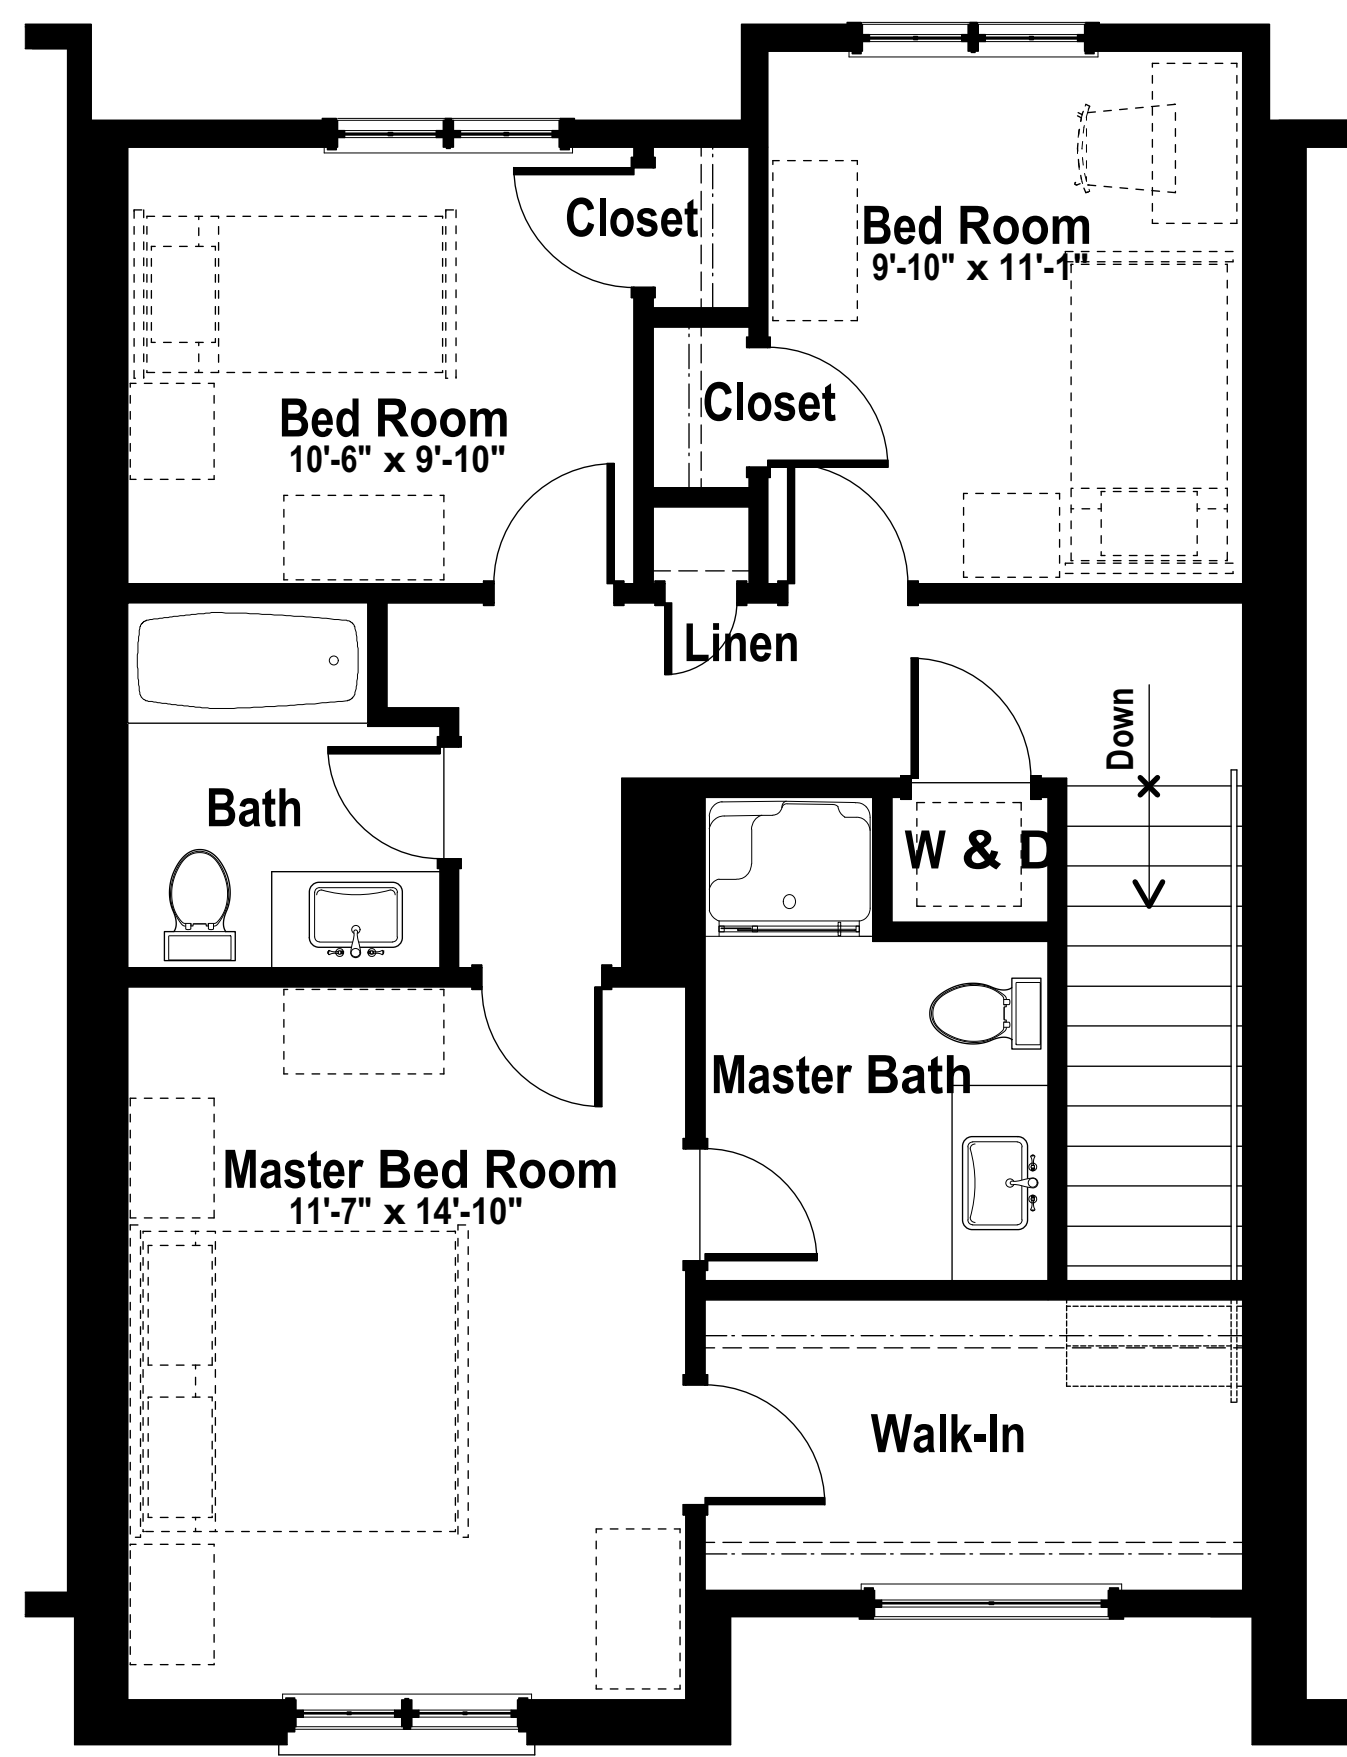 Closet
Bed Room
9'-10" x 11'-1"
Closet
Bed Room
10'-6" x 9'-10"
Linen
Down
Bath
W & D
Master Bath
Master Bed Room
11'-7" x 14'-10"
Walk-In